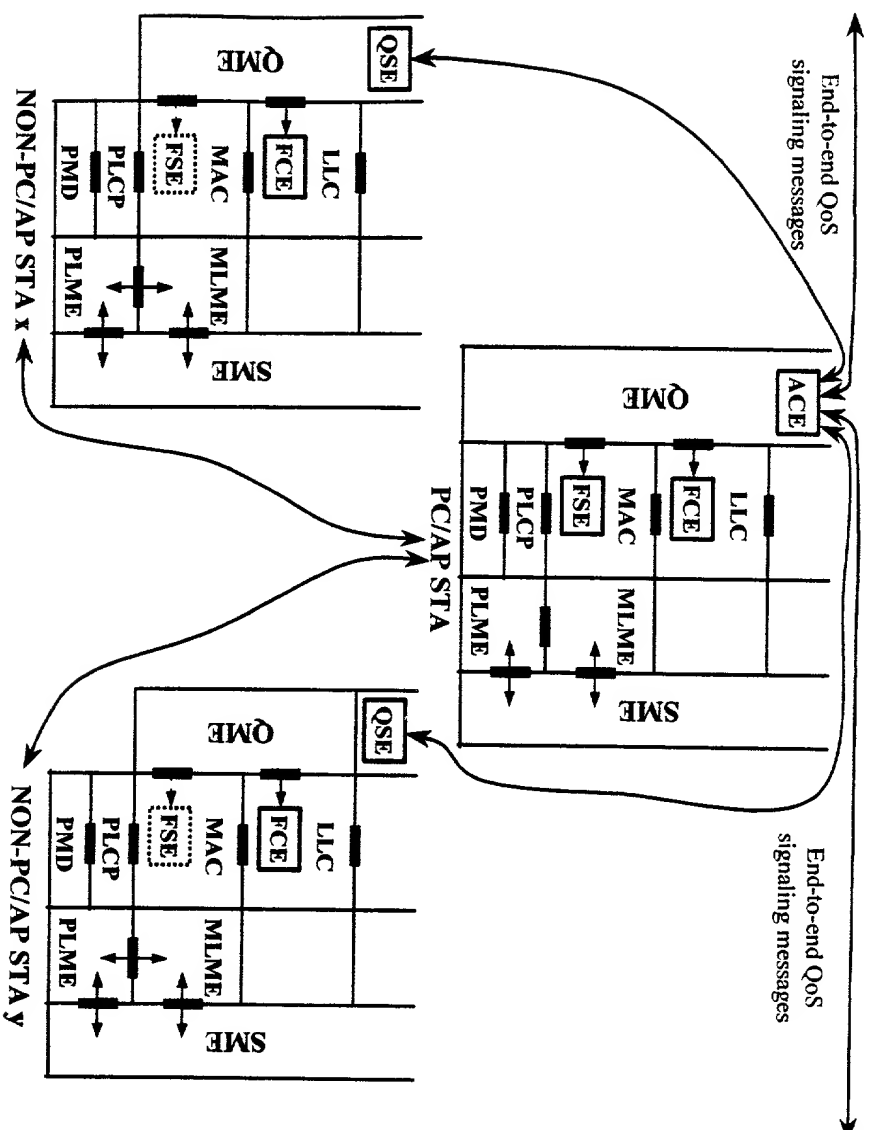 End-to-end QoS
signaling messages
End-to-end QoS
signaling messages
ACE
QME
LLC
FCE
MAC
FSE
PLCP
PMD
MLME
PLME
SME
PC/AP STA
QSE
QME
LLC
FCE
MAC
FSE
PLCP
PMD
MLME
PLME
SME
NON-PC/AP STA x
QSE
QME
LLC
FCE
MAC
FSE
PLCP
PMD
MLME
PLME
SME
NON-PC/AP STA y